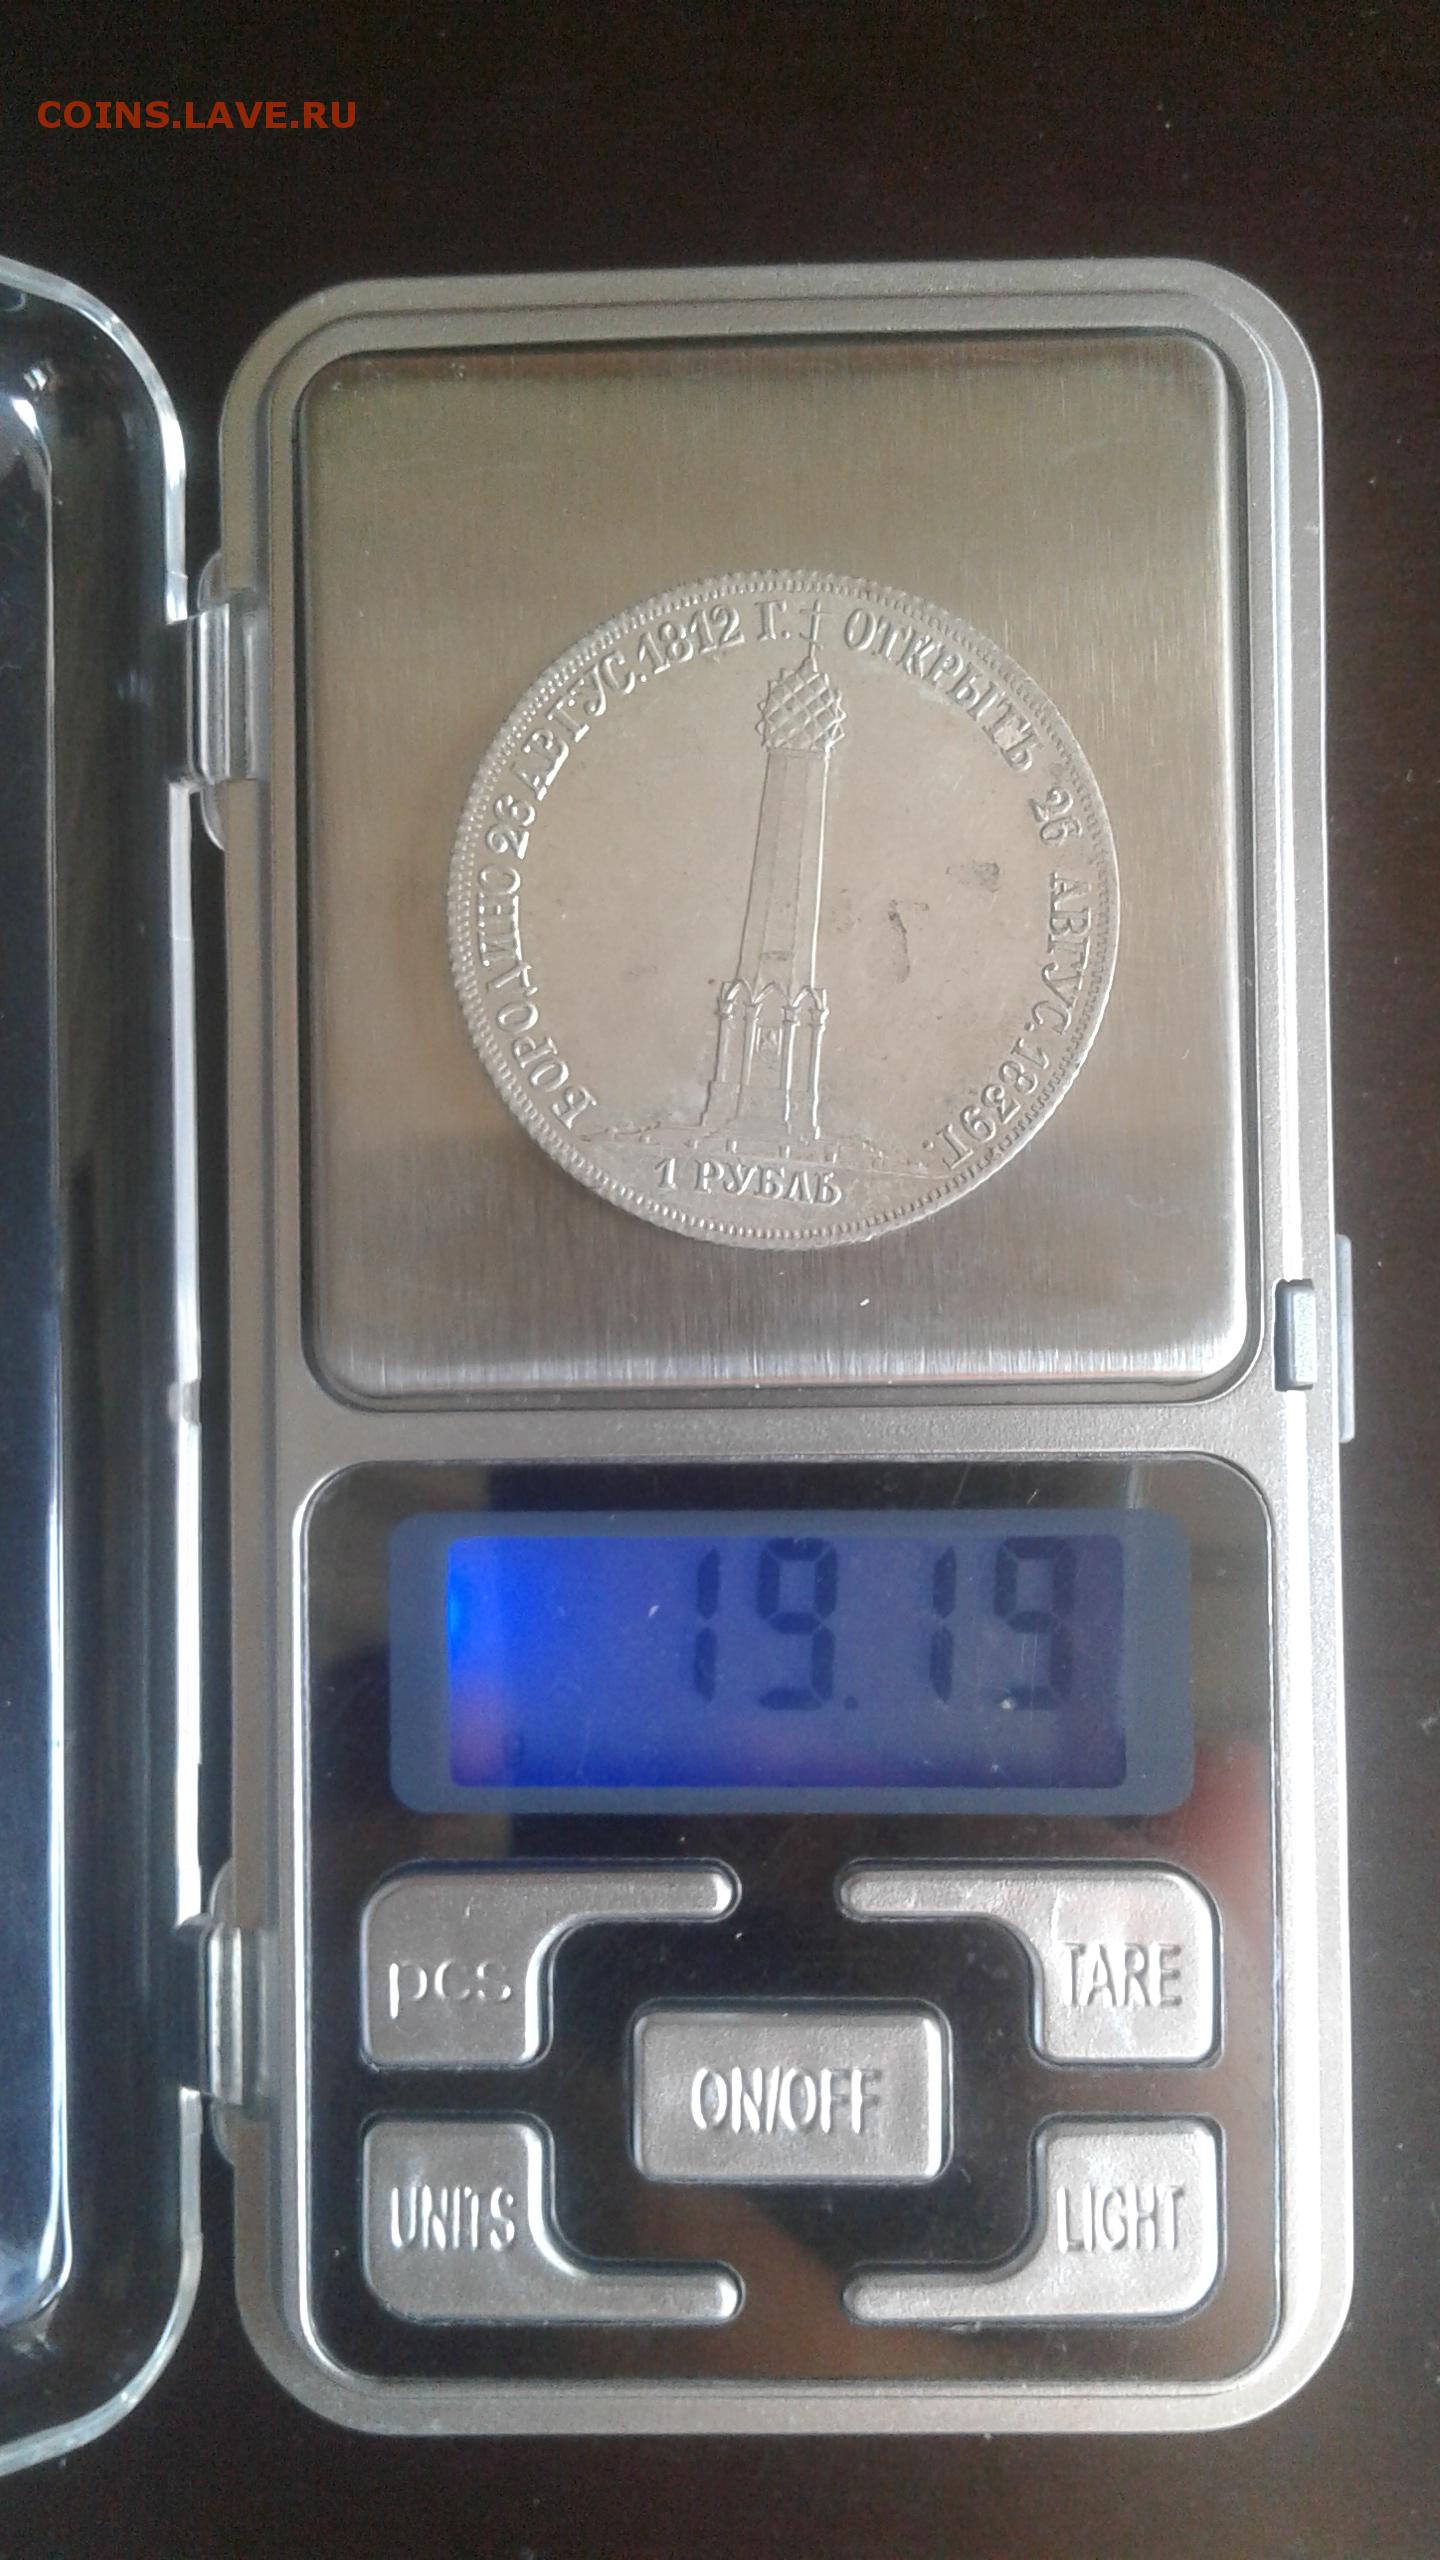 COINS.LAVE.RU
БОРОДИНО 26 АВГУС. 1812 Г. ОТКРЫТЪ 26 АВГУС. 1839 Г.
1 РУБЛЬ
19.19
pcs
TARE
ON/OFF
UNITS
LIGHT